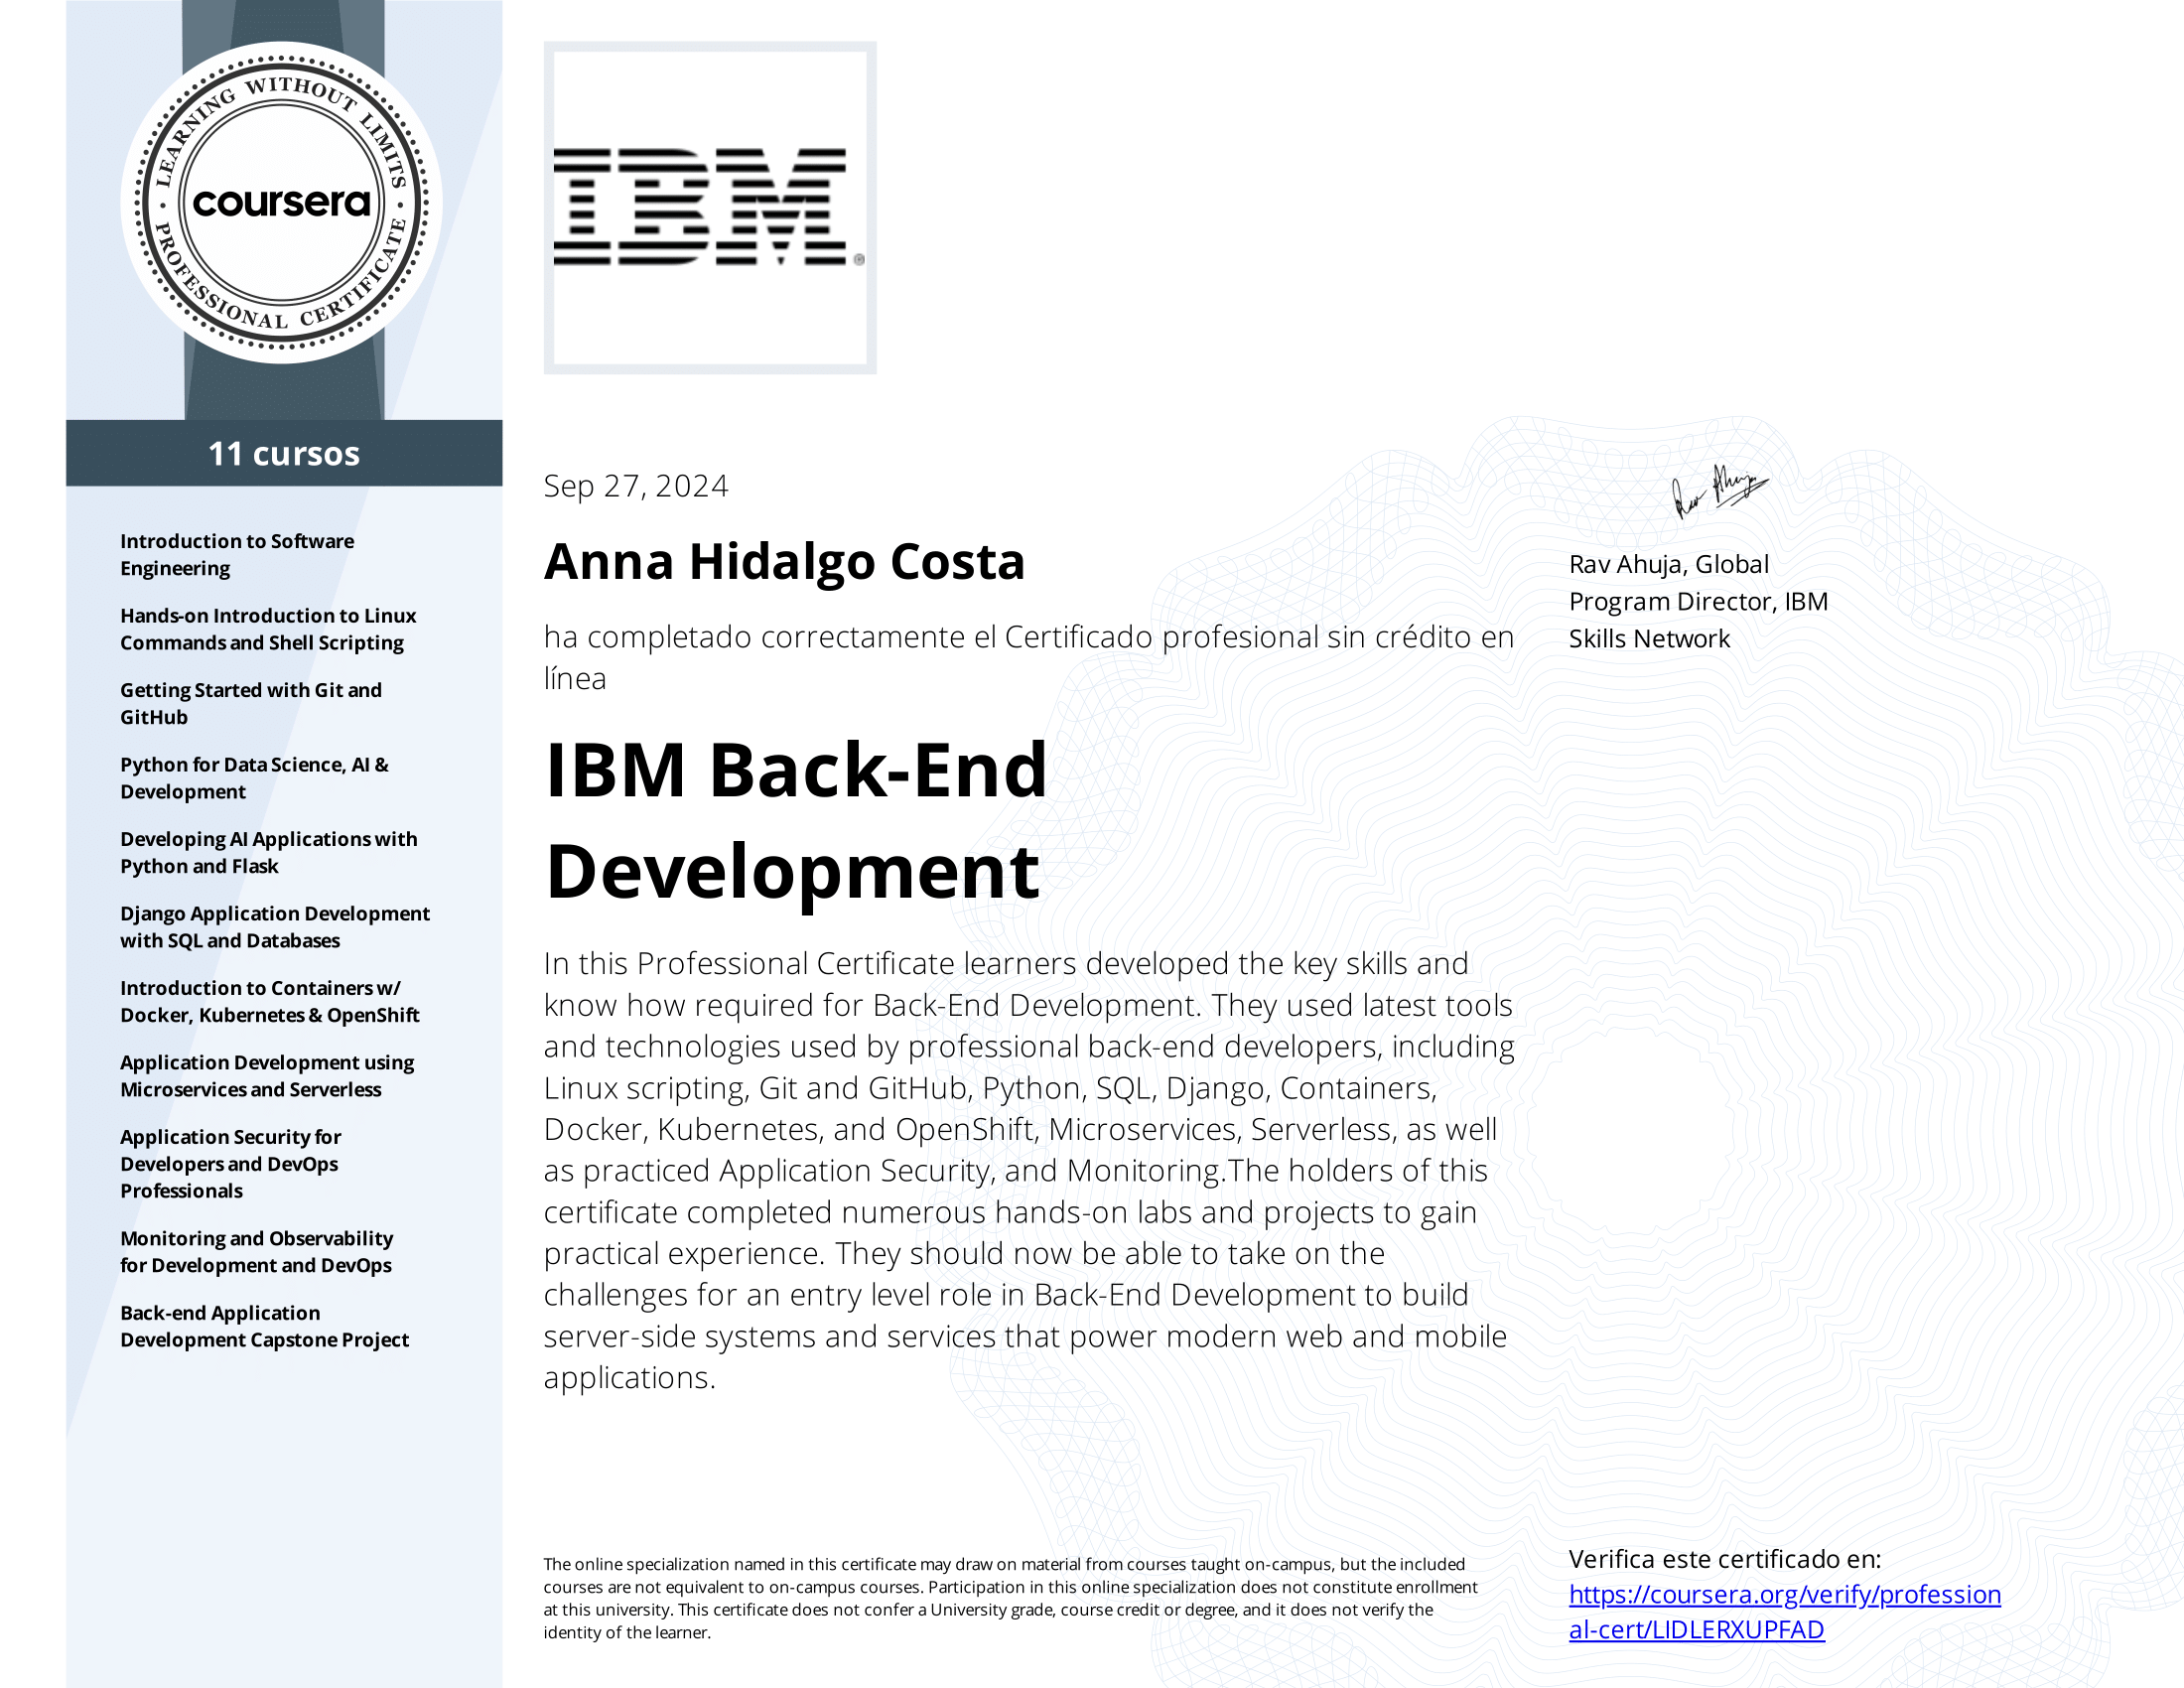 LEARNING WITHOUT LIMITS
coursera
PROFESSIONAL CERTIFICATE
11 cursos
Introduction to Software
Engineering
Hands-on Introduction to Linux
Commands and Shell Scripting
Getting Started with Git and
GitHub
Python for Data Science, AI &
Development
Developing AI Applications with
Python and Flask
Django Application Development
with SQL and Databases
Introduction to Containers w/
Docker, Kubernetes & OpenShift
Application Development using
Microservices and Serverless
Application Security for
Developers and DevOps
Professionals
Monitoring and Observability
for Development and DevOps
Back-end Application
Development Capstone Project
IBM®
Sep 27, 2024
Anna Hidalgo Costa
ha completado correctamente el Certificado profesional sin crédito en
línea
IBM Back-End
Development
In this Professional Certificate learners developed the key skills and
know how required for Back-End Development. They used latest tools
and technologies used by professional back-end developers, including
Linux scripting, Git and GitHub, Python, SQL, Django, Containers,
Docker, Kubernetes, and OpenShift, Microservices, Serverless, as well
as practiced Application Security, and Monitoring.The holders of this
certificate completed numerous hands-on labs and projects to gain
practical experience. They should now be able to take on the
challenges for an entry level role in Back-End Development to build
server-side systems and services that power modern web and mobile
applications.
The online specialization named in this certificate may draw on material from courses taught on-campus, but the included
courses are not equivalent to on-campus courses. Participation in this online specialization does not constitute enrollment
at this university. This certificate does not confer a University grade, course credit or degree, and it does not verify the
identity of the learner.
Rav Ahuja
Rav Ahuja, Global
Program Director, IBM
Skills Network
Verifica este certificado en:
https://coursera.org/verify/profession
al-cert/LIDLERXUPFAD